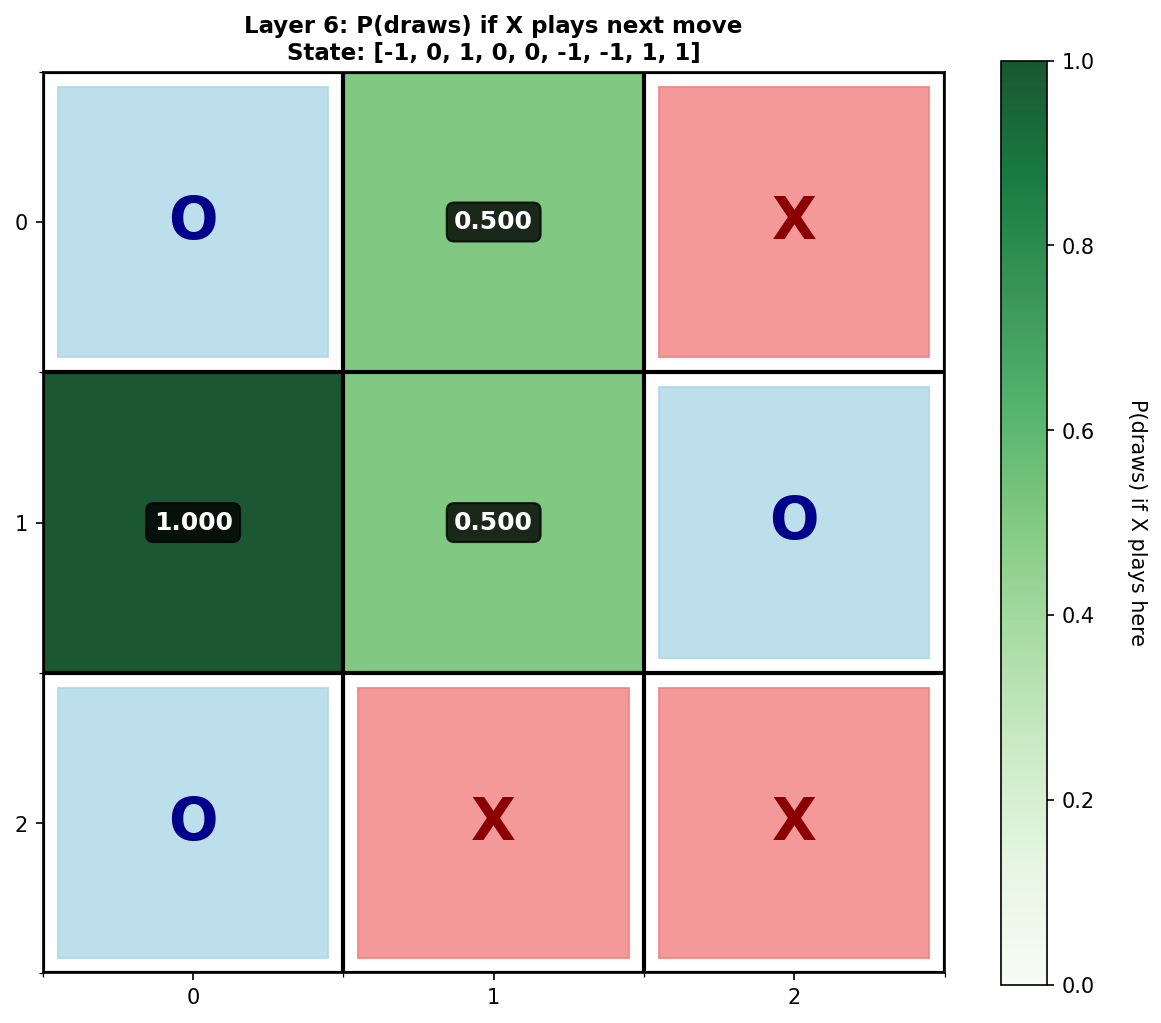 Layer 6: P(draws) if X plays next move
State: [-1, 0, 1, 0, 0, -1, -1, 1, 1]
O
0.500
X
0
1.000
0.500
O
1
O
X
X
2
0
1
2
1.0
0.8
0.6
0.4
0.2
0.0
P(draws) if X plays here